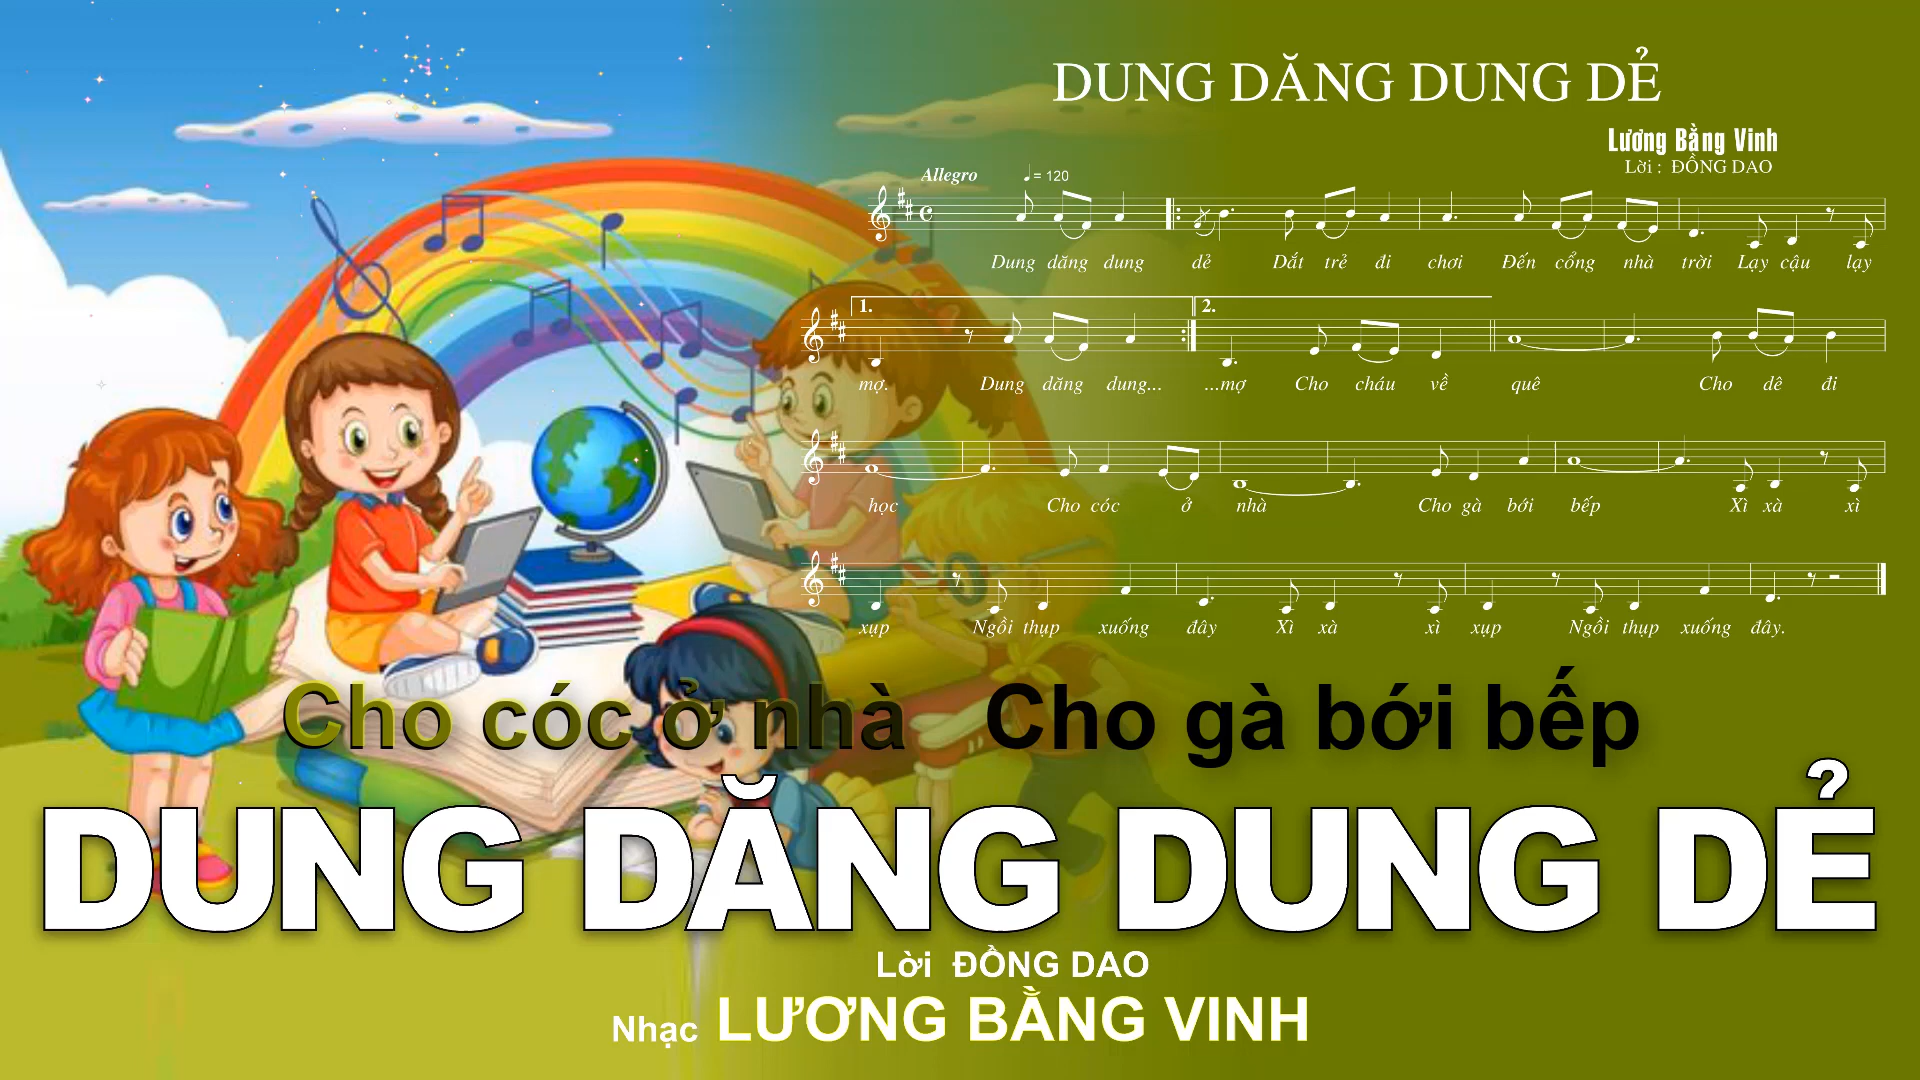 DUNG DĂNG DUNG DẺ
Lương Bằng Vinh
Lời : ĐỒNG DAO
Allegro ♩ = 120
Dung dăng dung dẻ Dắt trẻ đi chơi Đến cổng nhà trời Lạy cậu lạy
1. 2.
mợ. Dung dăng dung... ...mợ Cho cháu về quê Cho dê đi
học Cho cóc ở nhà Cho gà bới bếp Xì xà xì
xụp Ngồi thụp xuống đây Xì xà xì xụp Ngồi thụp xuống đây.
Cho cóc ở nhà Cho gà bới bếp
DUNG DĂNG DUNG DẺ
Lời ĐỒNG DAO
Nhạc LƯƠNG BẰNG VINH